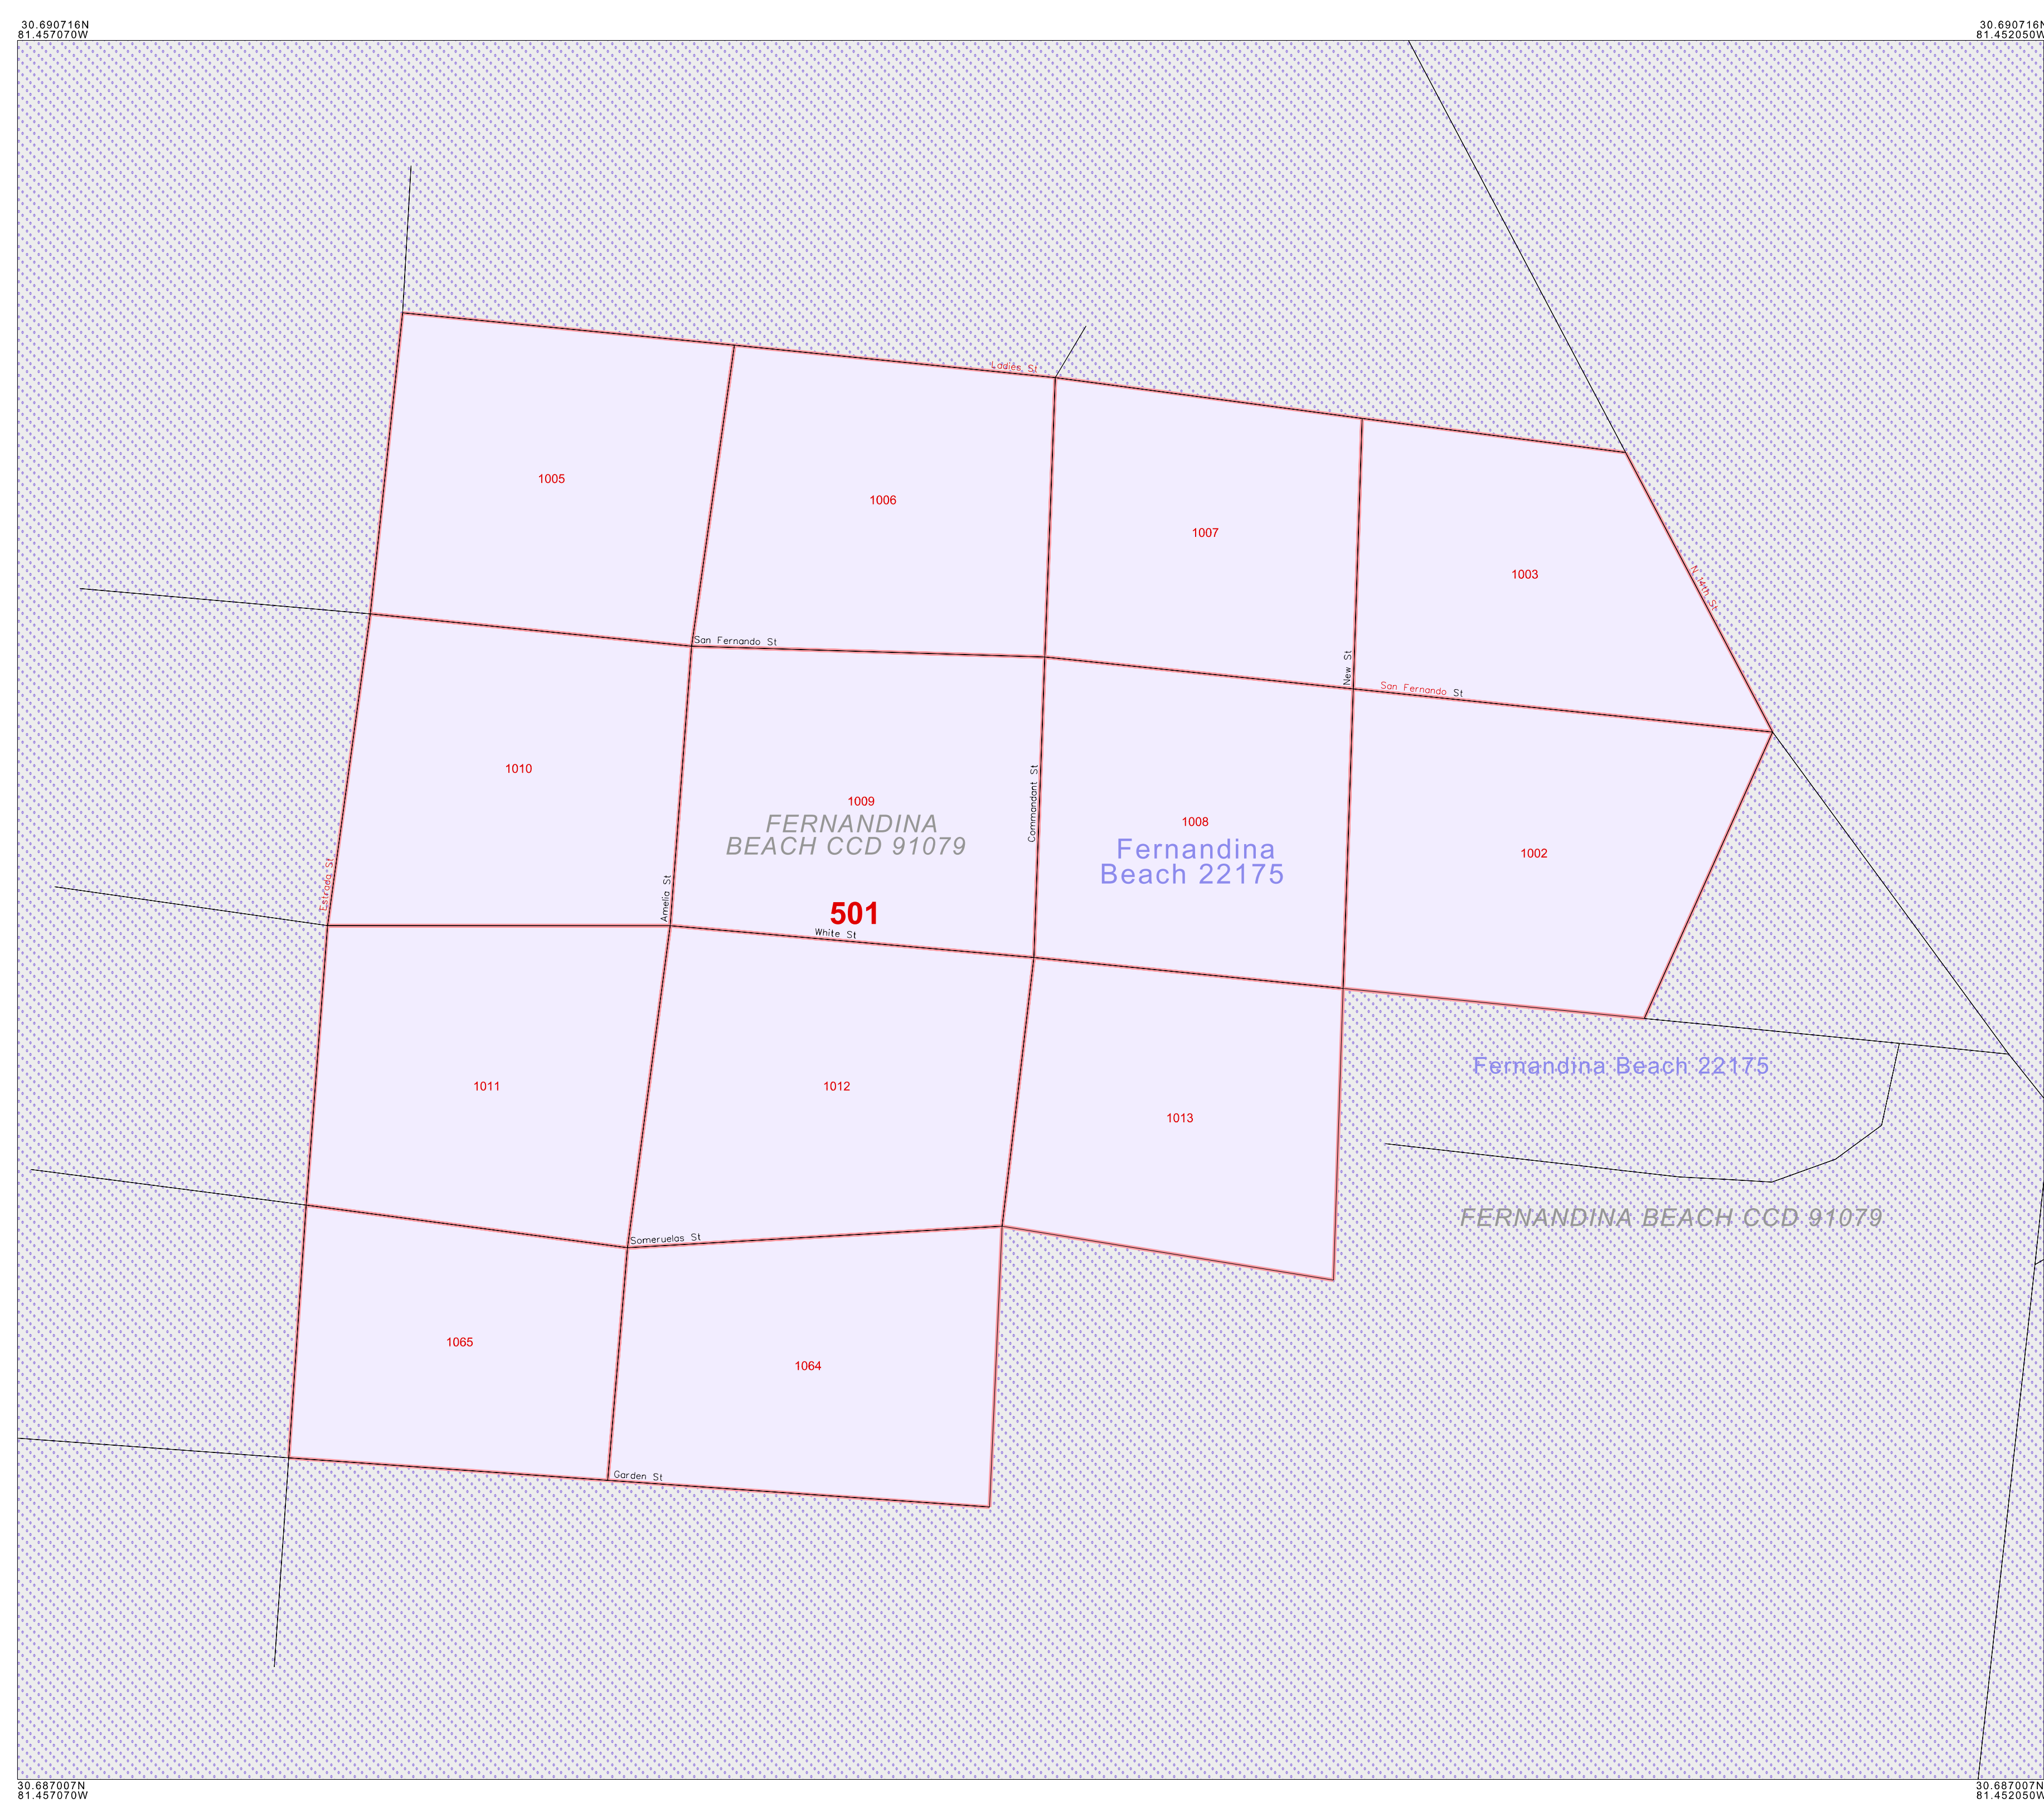 30.690716N
81.457070W
30.690716N
81.452050W
Ladies St
1005
1006
1007
1003
N 14th St
San Fernando St
New St
San Fernando St
1010
1009
FERNANDINA
BEACH CCD 91079
Commandant St
1008
Fernandina
Beach 22175
1002
Estrada St
Amelia St
501
White St
Fernandina Beach 22175
1011
1012
1013
FERNANDINA BEACH CCD 91079
Someruelas St
1065
1064
Garden St
30.687007N
81.457070W
30.687007N
81.452050W